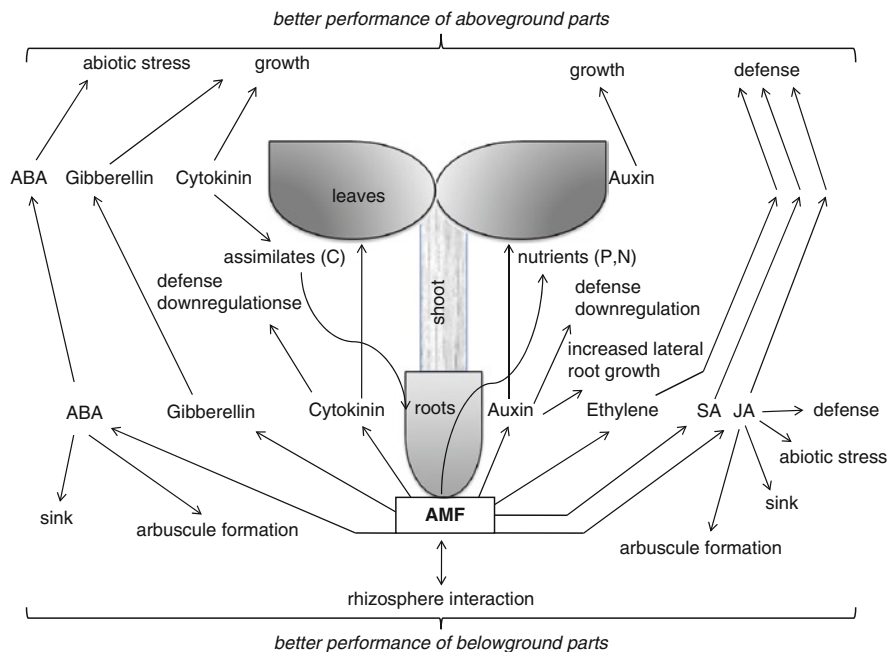 better performance of aboveground parts
abiotic stress
growth
growth
defense
ABA
Gibberellin
Cytokinin
Auxin
leaves
assimilates (C)
nutrients (P,N)
defense
downregulationse
defense
downregulation
shoot
increased lateral
root growth
ABA
Gibberellin
Cytokinin
roots
Auxin
Ethylene
SA
JA
defense
abiotic stress
sink
sink
arbuscule formation
AMF
arbuscule formation
rhizosphere interaction
better performance of belowground parts